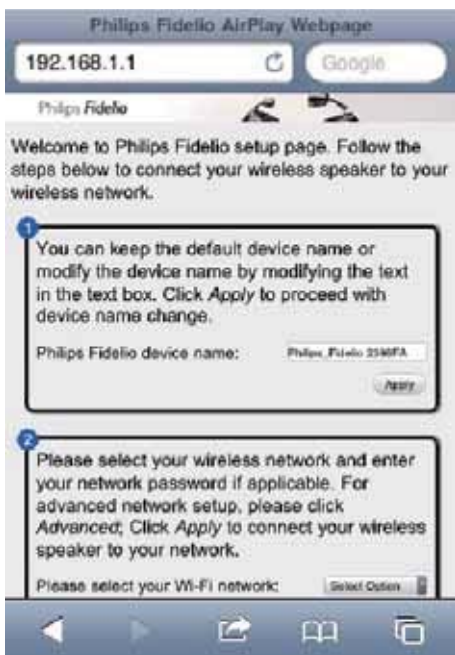 Philips Fidelio AirPlay Webpage
192.168.1.1
Google
Philips Fidelio
Welcome to Philips Fidelio setup page. Follow the
steps below to connect your wireless speaker to your
wireless network.
1
You can keep the default device name or
modify the device name by modifying the text
in the text box. Click Apply to proceed with
device name change.
Philips Fidelio device name:
Philips_Fidelio
Apply
2
Please select your wireless network and enter
your network password if applicable. For
advanced network setup, please click
Advanced; Click Apply to connect your wireless
speaker to your network.
Please select your Wi-Fi network:
Select Option